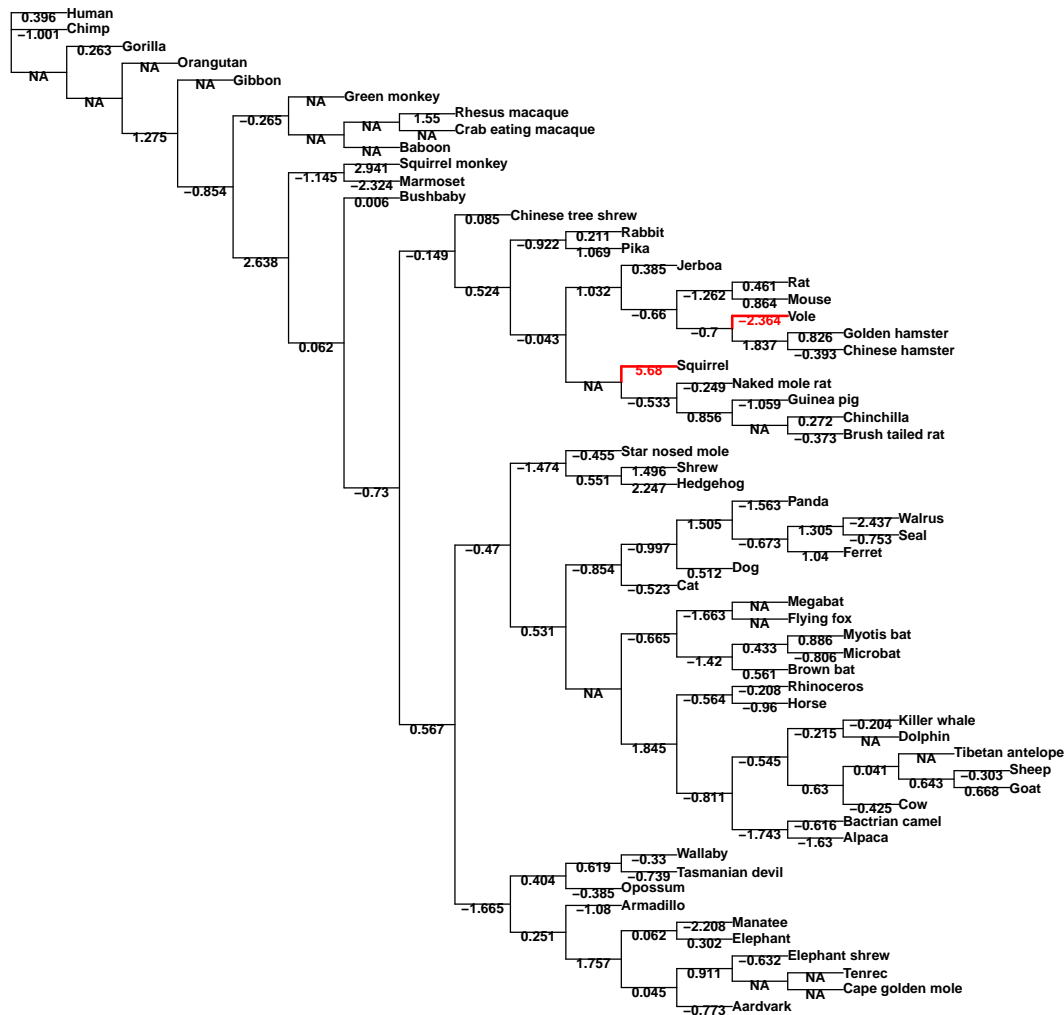 Human
0.396
Chimp
−1.001
Gorilla
0.263
Orangutan
NA
NA
Gibbon
NA
NA
Green monkey
NA
Rhesus macaque
1.55
−0.265
NA
Crab eating macaque
NA
1.275
NA
Baboon
NA
Squirrel monkey
2.941
−1.145
Marmoset
−2.324
−0.854
Bushbaby
0.006
Chinese tree shrew
0.085
Rabbit
0.211
−0.922
Pika
1.069
−0.149
2.638
Jerboa
0.385
Rat
0.461
0.524
1.032
−1.262
Mouse
0.864
Vole
−2.364
−0.66
−0.7
Golden hamster
0.826
−0.043
1.837
Chinese hamster
−0.393
0.062
Squirrel
5.68
Naked mole rat
−0.249
NA
−0.533
Guinea pig
−1.059
0.856
Chinchilla
0.272
NA
Brush tailed rat
−0.373
Star nosed mole
−0.455
Shrew
1.496
−1.474
0.551
Hedgehog
2.247
−0.73
Panda
−1.563
Walrus
−2.437
1.505
1.305
Seal
−0.753
−0.673
−0.47
−0.997
Ferret
1.04
Dog
0.512
−0.854
Cat
−0.523
Megabat
NA
−1.663
Flying fox
NA
0.531
−0.665
Myotis bat
0.886
0.433
Microbat
−0.806
−1.42
Brown bat
0.561
NA
Rhinoceros
−0.208
−0.564
Horse
−0.96
0.567
Killer whale
−0.204
−0.215
Dolphin
NA
1.845
Tibetan antelope
NA
−0.545
0.041
Sheep
−0.303
0.643
Goat
0.668
0.63
−0.811
Cow
−0.425
Bactrian camel
−0.616
−1.743
Alpaca
−1.63
Wallaby
−0.33
0.619
Tasmanian devil
−0.739
0.404
Opossum
−0.385
−1.665
Armadillo
−1.08
Manatee
−2.208
0.251
0.062
Elephant
0.302
1.757
Elephant shrew
−0.632
0.911
Tenrec
NA
NA
Cape golden mole
NA
0.045
Aardvark
−0.773